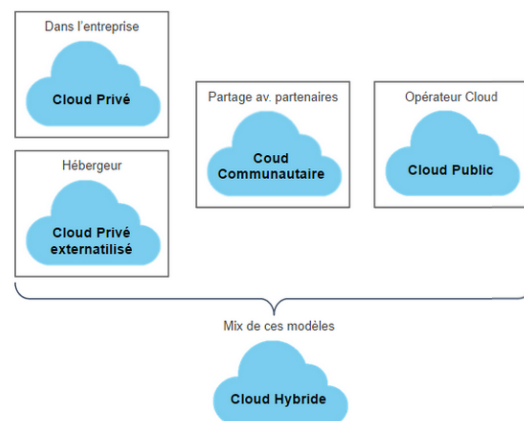 Dans l'entreprise
Cloud Privé
Hébergeur
Cloud Privé
externatilisé
Partage av. partenaires
Coud
Communautaire
Opérateur Cloud
Cloud Public
Mix de ces modèles
Cloud Hybride